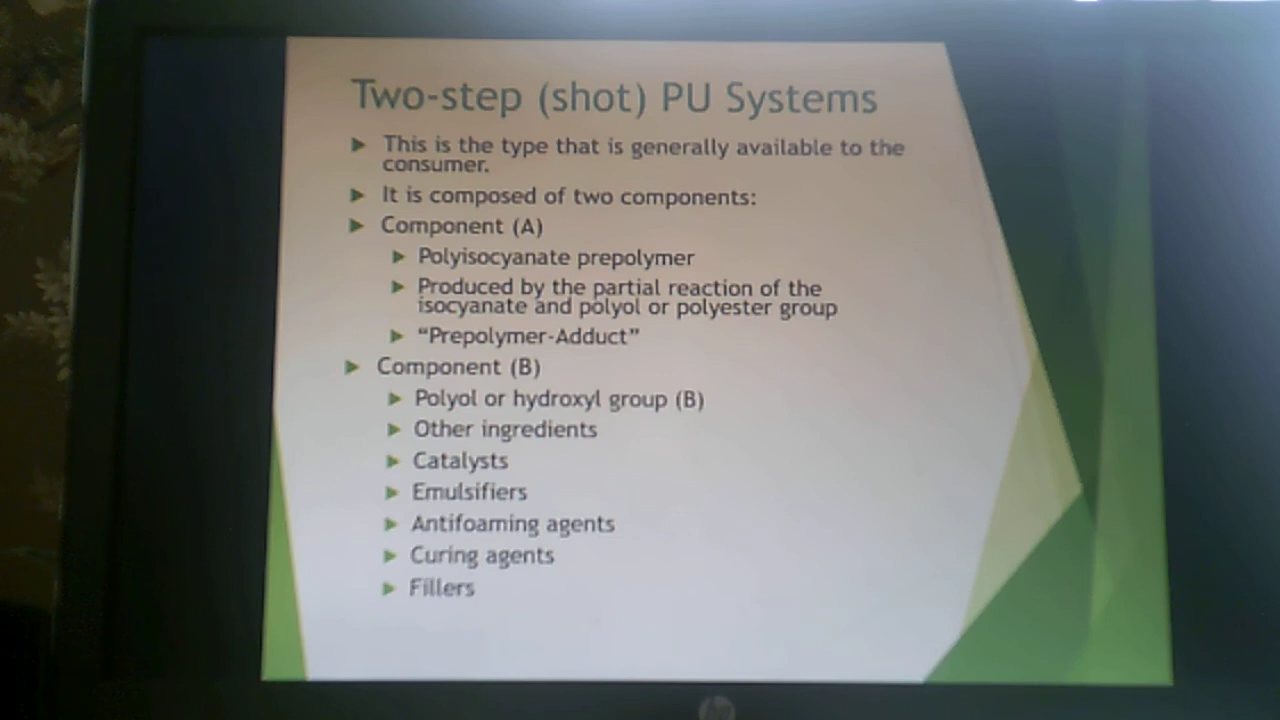 Two-step (shot) PU Systems
This is the type that is generally available to the
consumer.
It is composed of two components:
Component (A)
Polyisocyanate prepolymer
Produced by the partial reaction of the
isocyanate and polyol or polyester group
“Prepolymer-Adduct”
Component (B)
Polyol or hydroxyl group (B)
Other ingredients
Catalysts
Emulsifiers
Antifoaming agents
Curing agents
Fillers